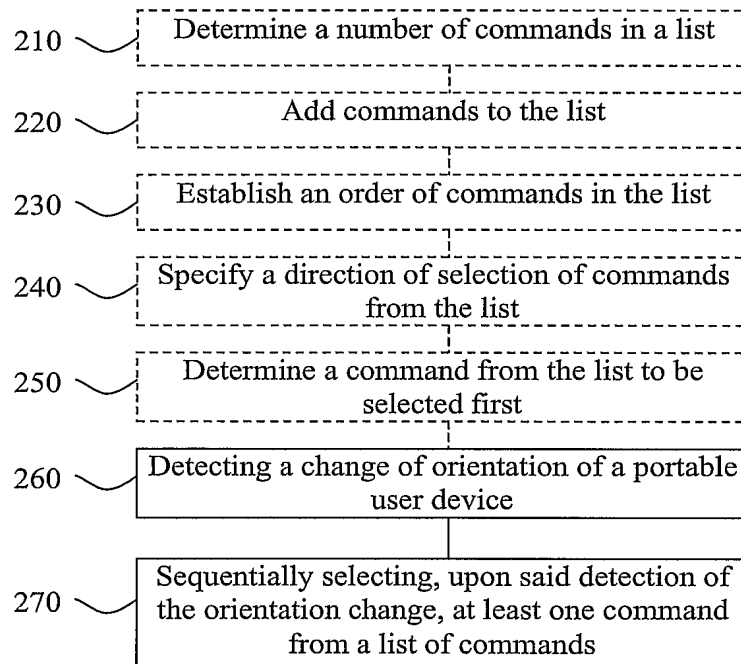 210 Determine a number of commands in a list
220 Add commands to the list
230 Establish an order of commands in the list
240 Specify a direction of selection of commands
from the list
250 Determine a command from the list to be
selected first
260 Detecting a change of orientation of a portable
user device
270 Sequentially selecting, upon said detection of
the orientation change, at least one command
from a list of commands